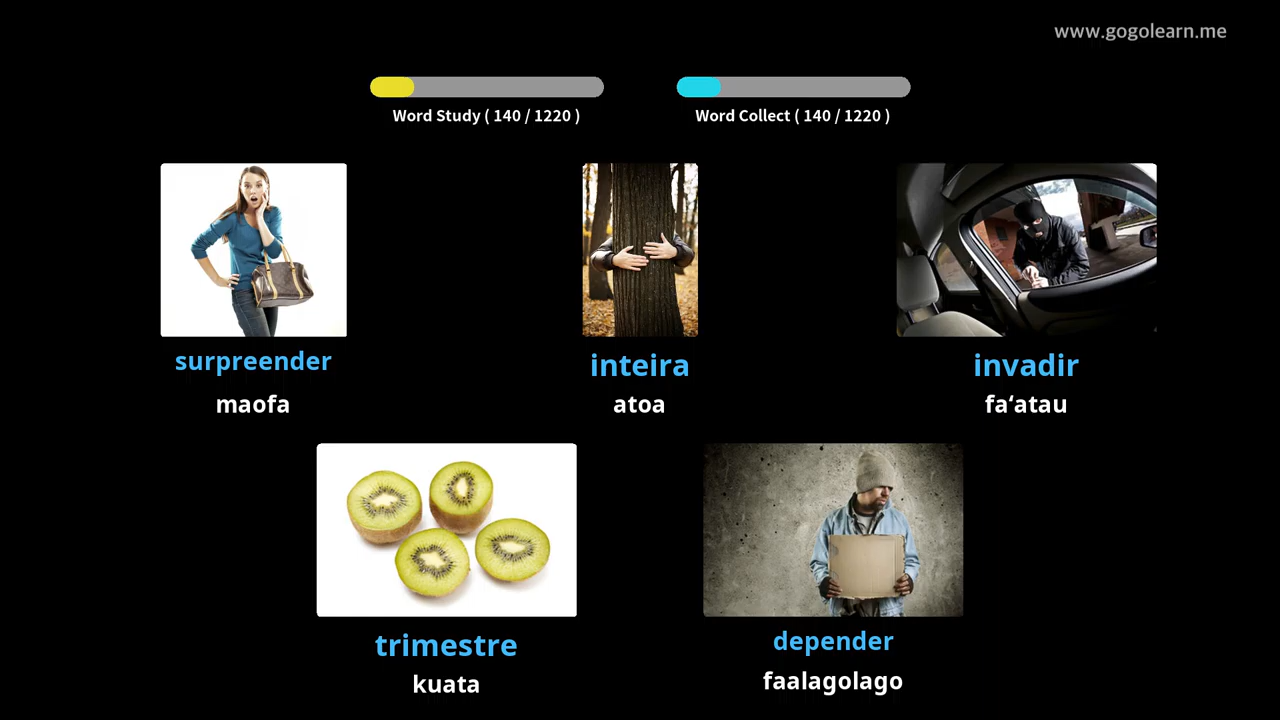 www.gogolearn.me
Word Study ( 140 / 1220 )
Word Collect ( 140 / 1220 )
surpreender
maofa
inteira
atoa
invadir
fa‘atau
trimestre
kuata
depender
faalagolago